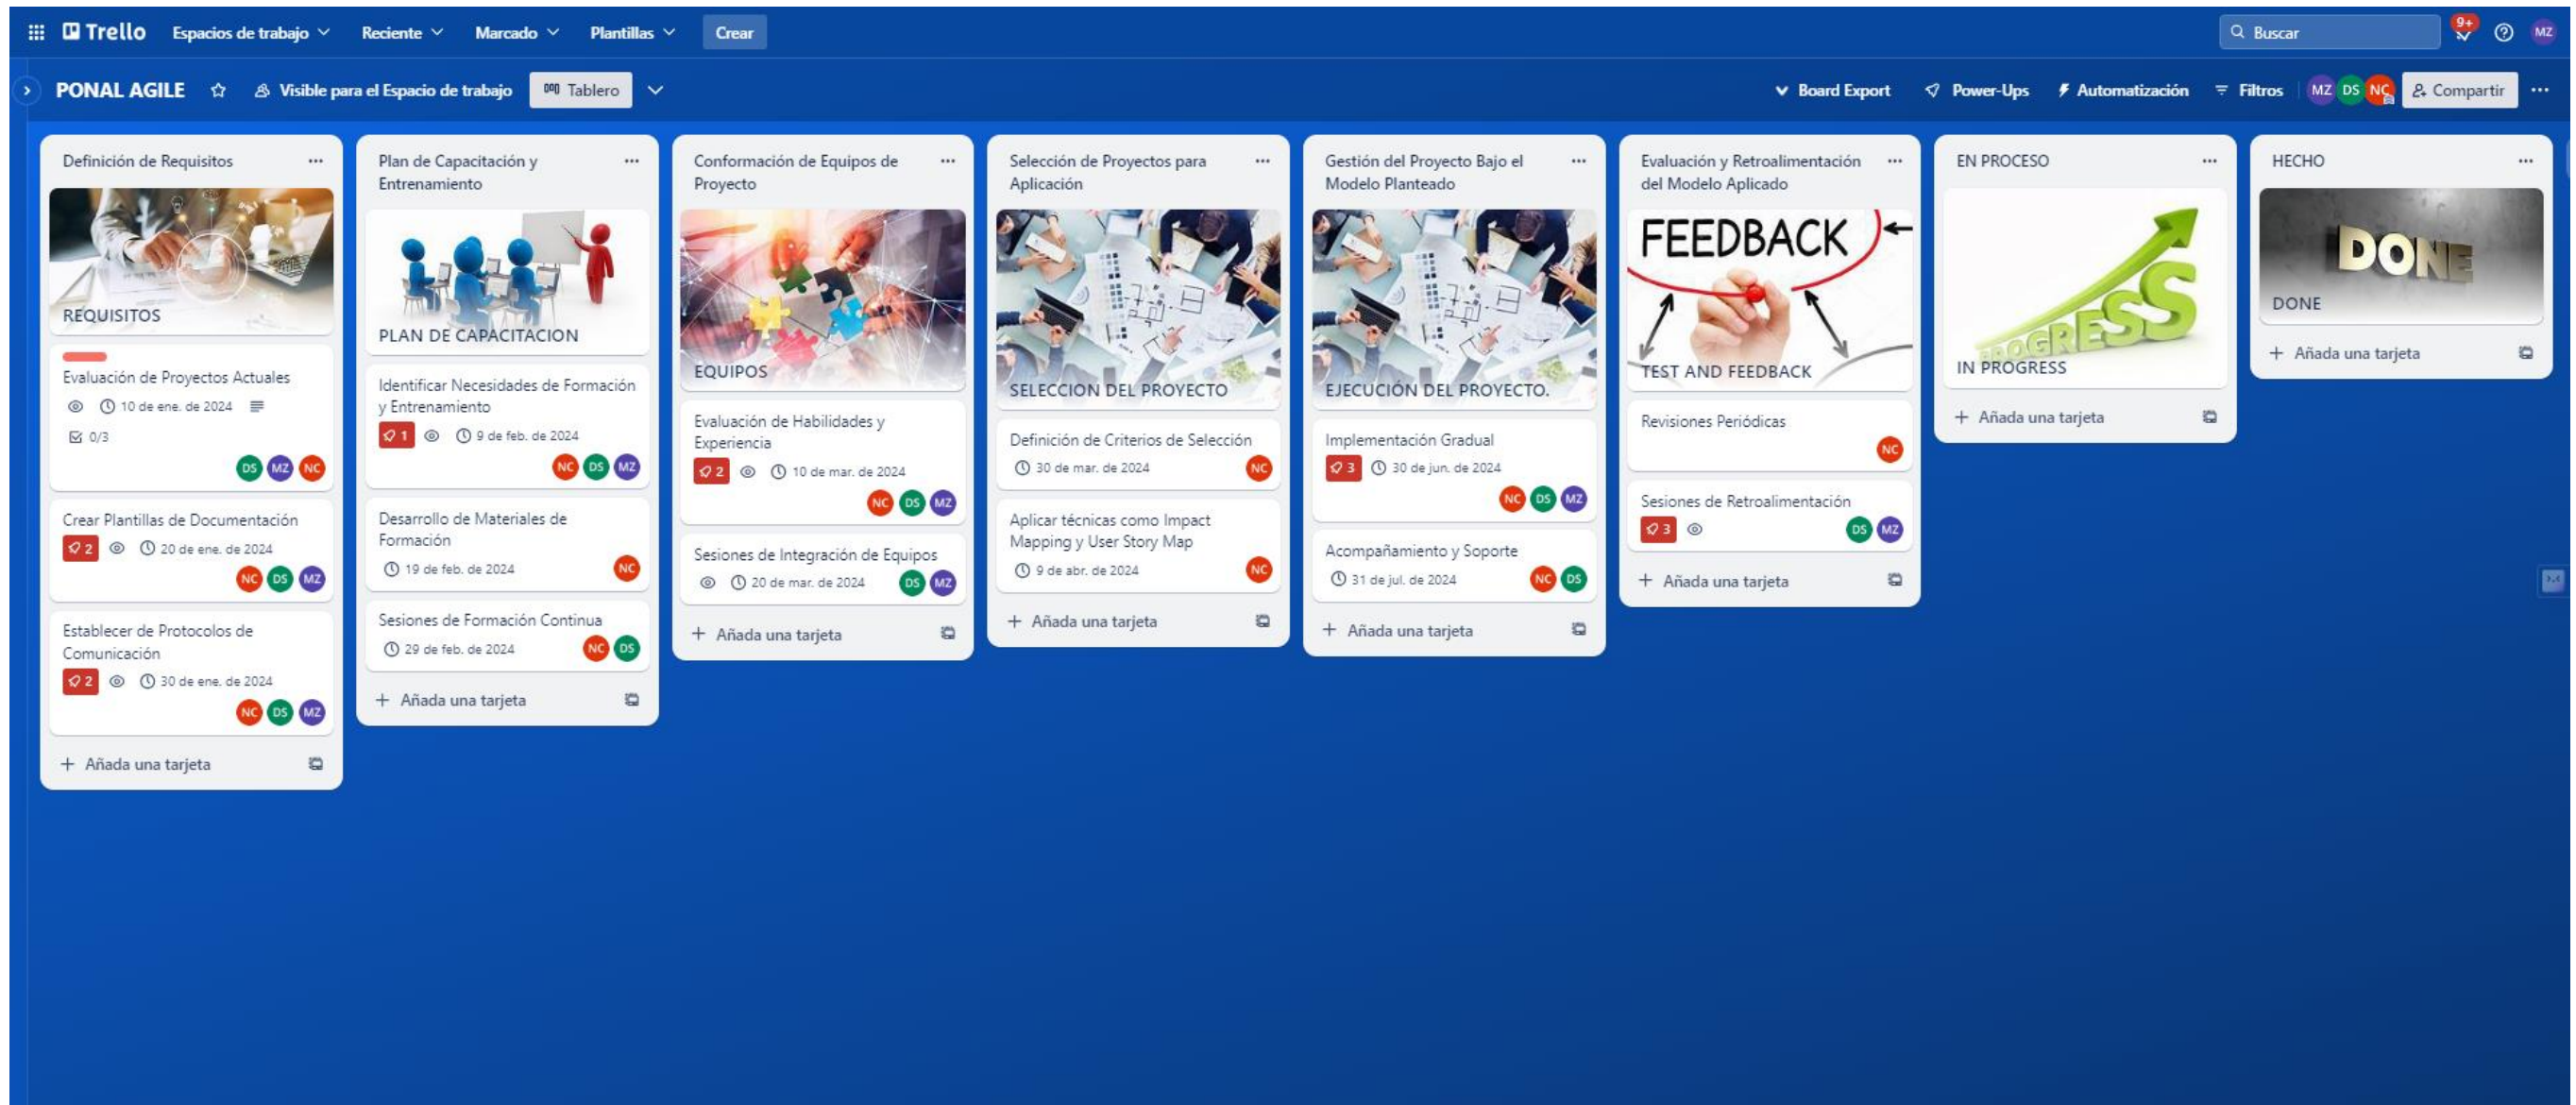 Trello Espacios de trabajo Reciente Marcado Plantillas Crear Buscar 9+ MZ
PONAL AGILE Visible para el Espacio de trabajo Tablero Board Export Power-Ups Automatización Filtros MZ DS NC Compartir
Definición de Requisitos
REQUISITOS
Evaluación de Proyectos Actuales
10 de ene. de 2024
0/3
DS MZ NC
Crear Plantillas de Documentación
2 20 de ene. de 2024
NC DS MZ
Establecer de Protocolos de
Comunicación
2 30 de ene. de 2024
NC DS MZ
Añada una tarjeta
Plan de Capacitación y
Entrenamiento
PLAN DE CAPACITACION
Identificar Necesidades de Formación
y Entrenamiento
1 9 de feb. de 2024
NC DS MZ
Desarrollo de Materiales de
Formación
19 de feb. de 2024 NC
Sesiones de Formación Continua
29 de feb. de 2024 NC DS
Añada una tarjeta
Conformación de Equipos de
Proyecto
EQUIPOS
Evaluación de Habilidades y
Experiencia
2 10 de mar. de 2024
NC DS MZ
Sesiones de Integración de Equipos
20 de mar. de 2024 DS MZ
Añada una tarjeta
Selección de Proyectos para
Aplicación
SELECCION DEL PROYECTO
Definición de Criterios de Selección
30 de mar. de 2024 NC
Aplicar técnicas como Impact
Mapping y User Story Map
9 de abr. de 2024 NC
Añada una tarjeta
Gestión del Proyecto Bajo el
Modelo Planteado
EJECUCIÓN DEL PROYECTO.
Implementación Gradual
3 30 de jun. de 2024
NC DS MZ
Acompañamiento y Soporte
31 de jul. de 2024 NC DS
Añada una tarjeta
Evaluación y Retroalimentación
del Modelo Aplicado
FEEDBACK
TEST AND FEEDBACK
Revisiones Periódicas
NC
Sesiones de Retroalimentación
3 DS MZ
Añada una tarjeta
EN PROCESO
PROGRESS
IN PROGRESS
Añada una tarjeta
HECHO
DONE
DONE
Añada una tarjeta